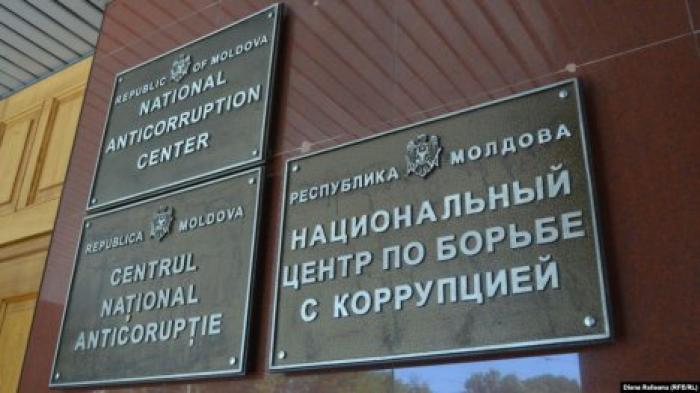 REPUBLIC OF MOLDOVA
NATIONAL
ANTICORRUPTION
CENTER
REPUBLICA MOLDOVA
CENTRUL
NAȚIONAL
ANTICORUPȚIE
РЕСПУБЛИКА МОЛДОВА
НАЦИОНАЛЬНЫЙ
ЦЕНТР ПО БОРЬБЕ
С КОРРУПЦИЕЙ
Diana Raileanu (RFE/RL)